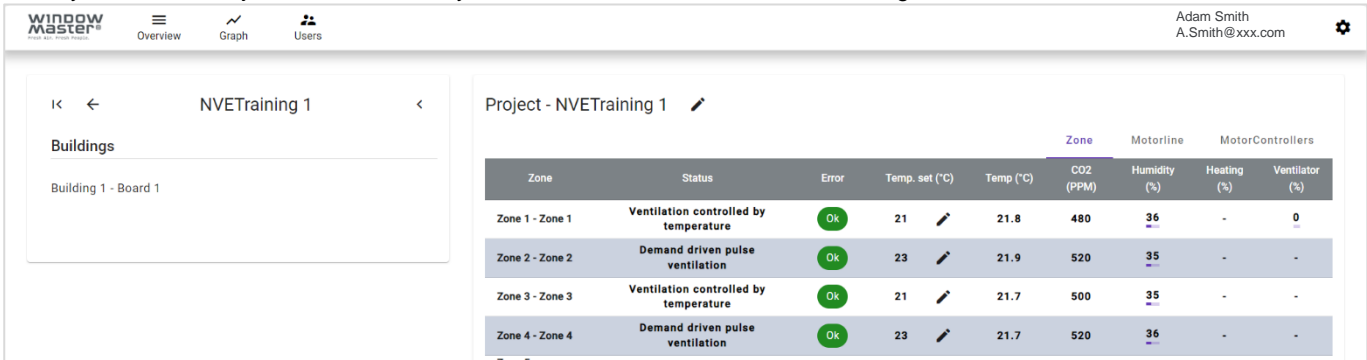 WINDOW
Master®
Fresh Air. Fresh People.
Overview
Graph
Users
Adam Smith
A.Smith@xxx.com
NVETraining 1
Buildings
Building 1 - Board 1
Project - NVETraining 1
Zone Motorline MotorControllers
Zone Status Error Temp. set (°C) Temp (°C) CO2 (PPM) Humidity (%) Heating (%) Ventilator (%)
Zone 1 - Zone 1 Ventilation controlled by temperature Ok 21 21.8 480 36 - 0
Zone 2 - Zone 2 Demand driven pulse ventilation Ok 23 21.9 520 35 - -
Zone 3 - Zone 3 Ventilation controlled by temperature Ok 21 21.7 500 35 - -
Zone 4 - Zone 4 Demand driven pulse ventilation Ok 23 21.7 520 36 - -